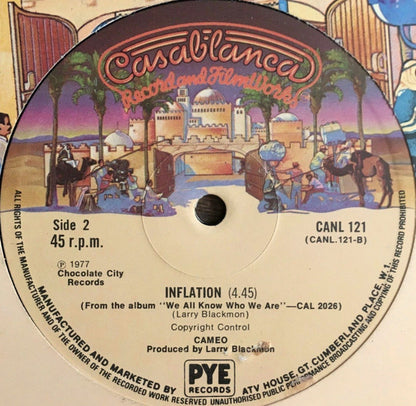 Casablanca
Record and FilmWorks
Side 2
45 r.p.m.
CANL 121
(CANL.121-B)
℗ 1977
Chocolate City
Records
INFLATION (4.45)
(From the album "We All Know Who We Are"—CAL 2026)
(Larry Blackmon)
Copyright Control
CAMEO
Produced by Larry Blackmon
MANUFACTURED AND MARKETED BY
PYE
RECORDS
ATV HOUSE, GT. CUMBERLAND PLACE, W.1.
ALL RIGHTS OF THE MANUFACTURER AND OF THE OWNER OF THE RECORDED WORK RESERVED UNAUTHORISED PUBLIC PERFORMANCE BROADCASTING AND COPYING OF THIS RECORD PROHIBITED